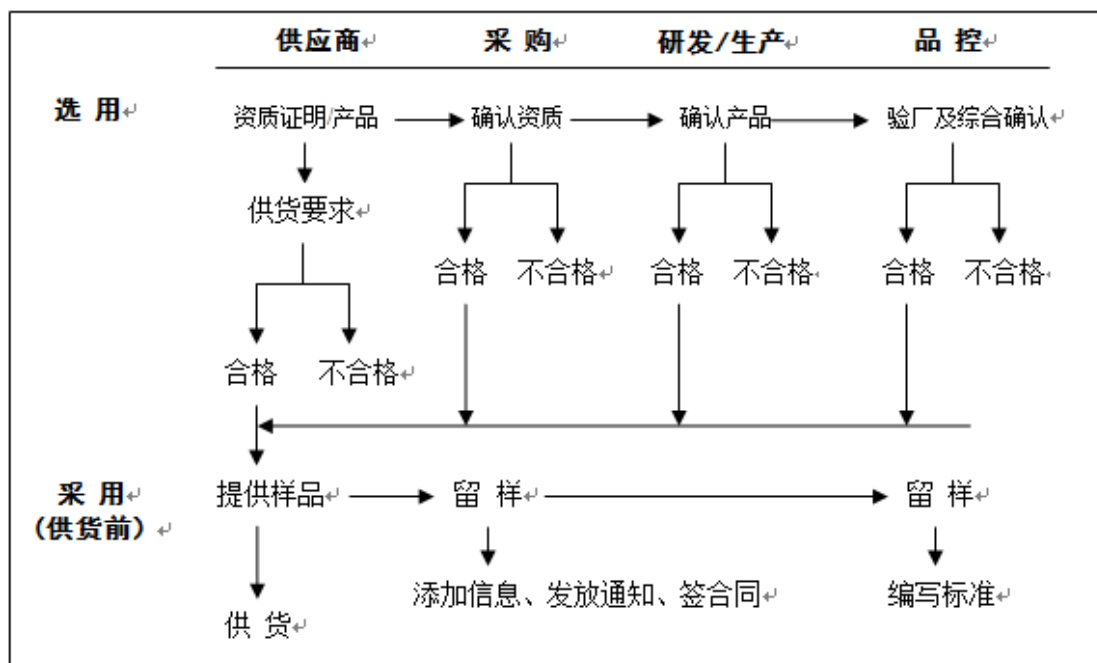 供应商 采 购 研发/生产 品 控
选 用 资质证明/产品 确认资质 确认产品 验厂及综合确认
供货要求
合格 不合格 合格 不合格 合格 不合格
合格 不合格
采 用 提供样品 留 样 留 样
(供货前)
添加信息、发放通知、签合同 编写标准
供 货